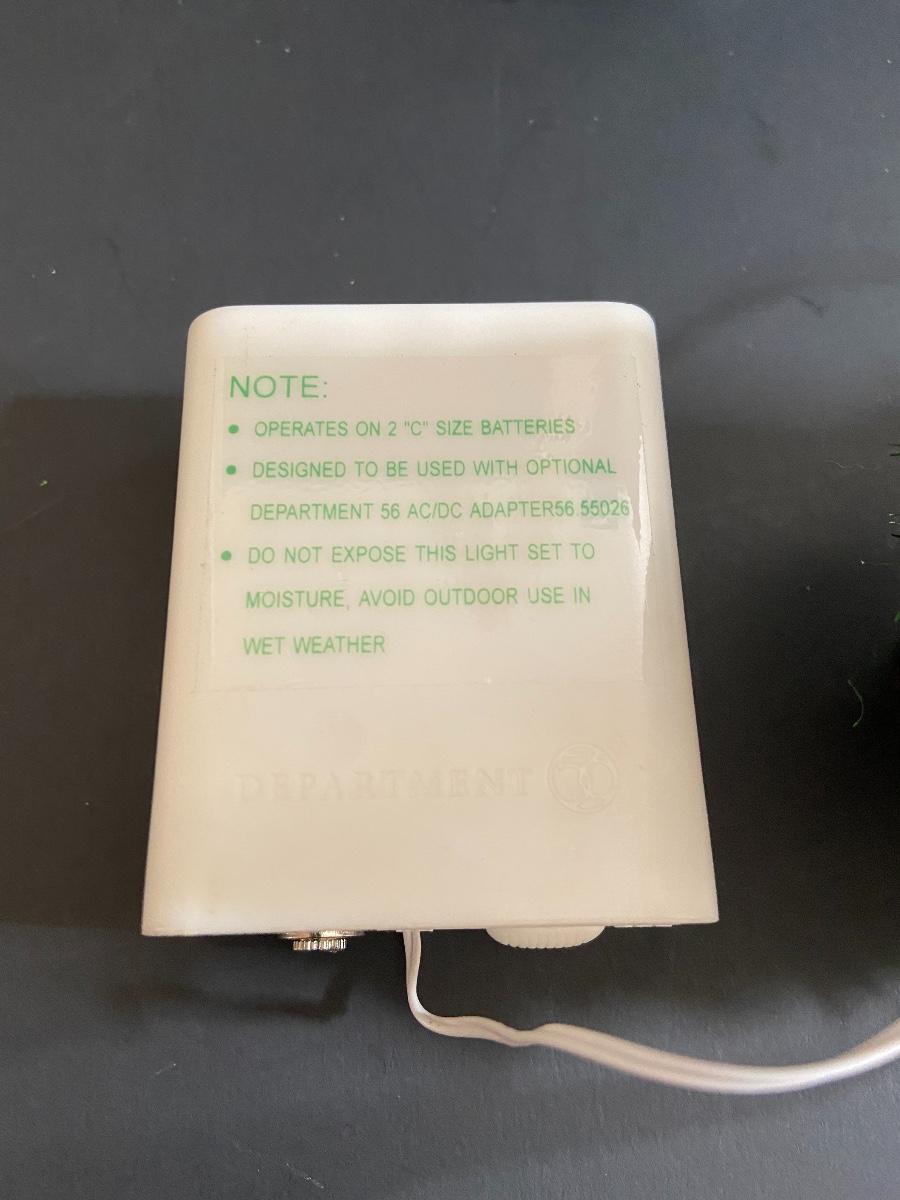 NOTE:
• OPERATES ON 2 "C" SIZE BATTERIES
• DESIGNED TO BE USED WITH OPTIONAL
DEPARTMENT 56 AC/DC ADAPTER56.55026
• DO NOT EXPOSE THIS LIGHT SET TO
MOISTURE, AVOID OUTDOOR USE IN
WET WEATHER
DEPARTMENT 56